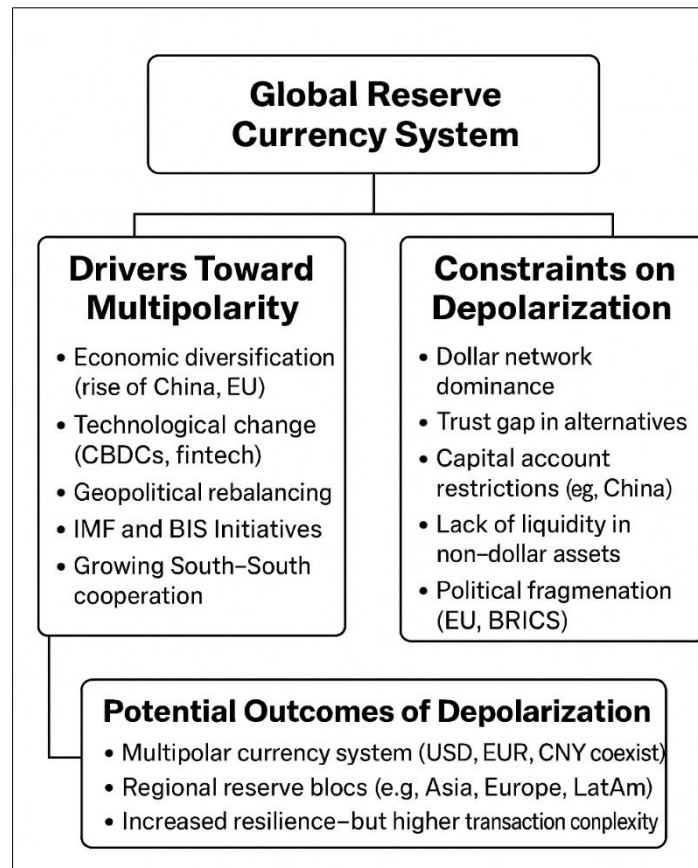 Global Reserve
Currency System
Drivers Toward
Multipolarity
• Economic diversification
(rise of China, EU)
• Technological change
(CBDCs, fintech)
• Geopolitical rebalancing
• IMF and BIS Initiatives
• Growing South–South
cooperation
Constraints on
Depolarization
• Dollar network
dominance
• Trust gap in alternatives
• Capital account
restrictions (eg, China)
• Lack of liquidity in
non–dollar assets
• Political fragmenation
(EU, BRICS)
Potential Outcomes of Depolarization
• Multipolar currency system (USD, EUR, CNY coexist)
• Regional reserve blocs (e.g, Asia, Europe, LatAm)
• Increased resilience–but higher transaction conplexity